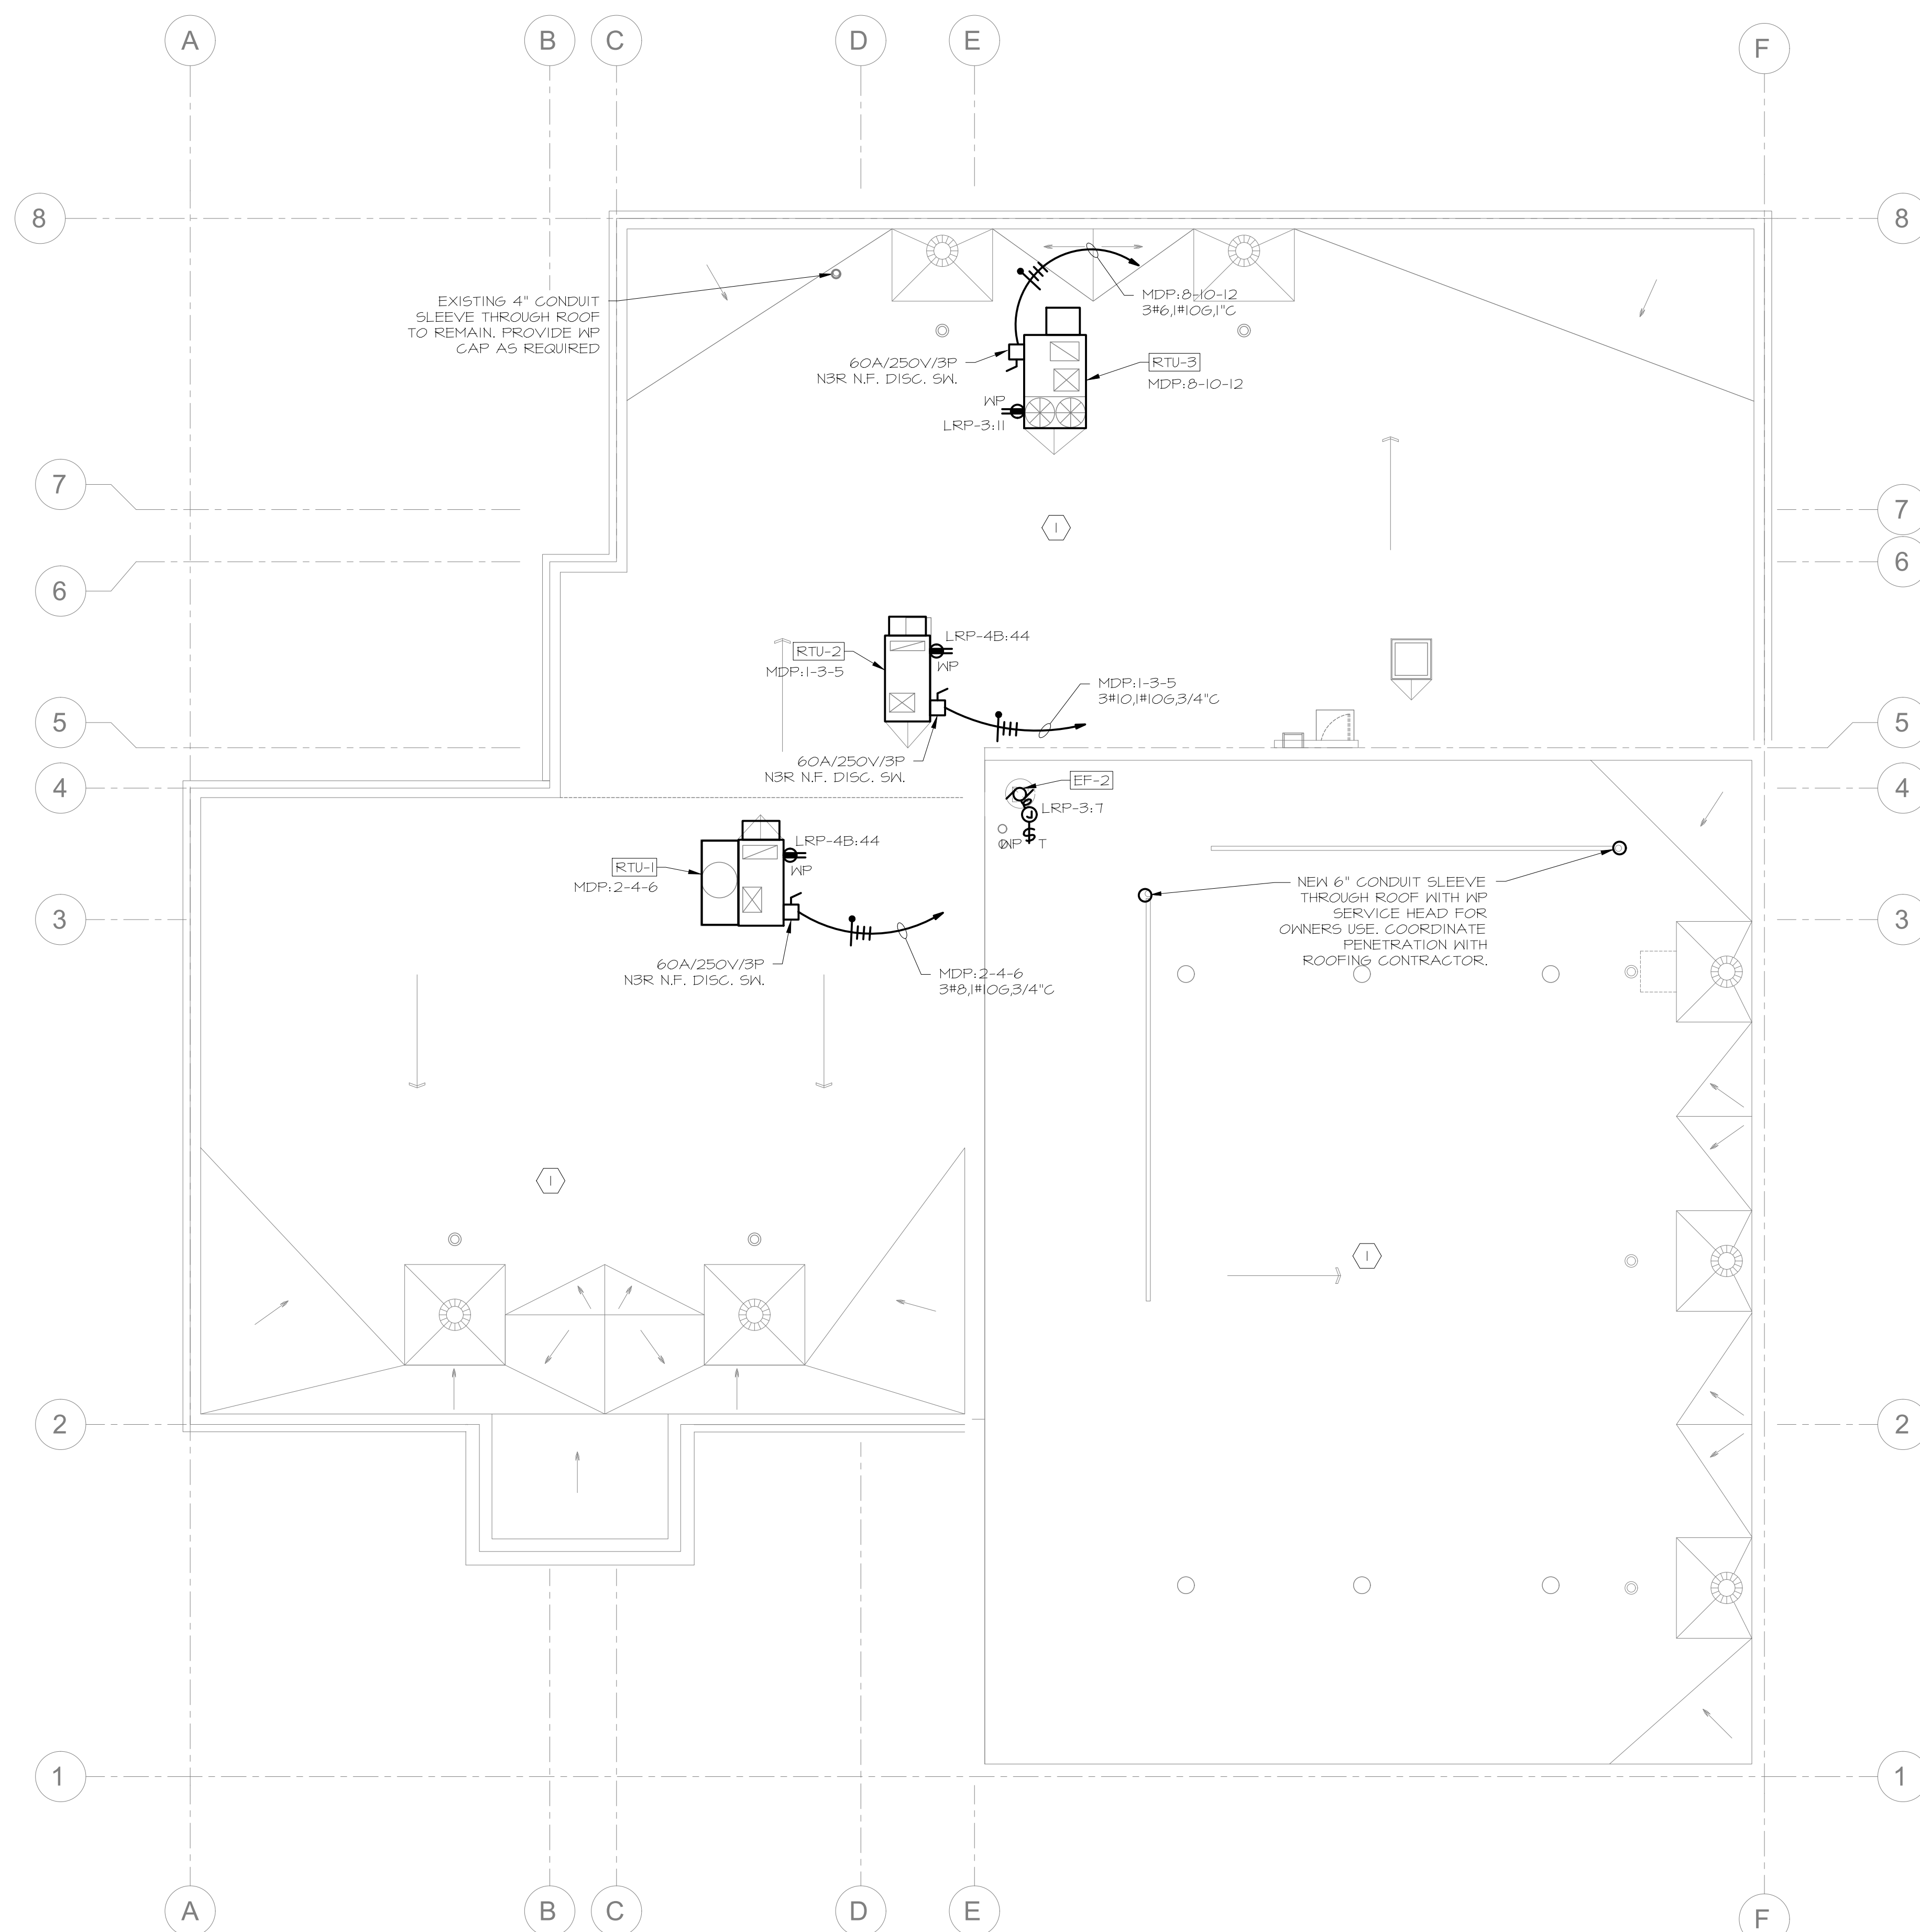 A
B
C
D
E
F
8
8
EXISTING 4" CONDUIT
SLEEVE THROUGH ROOF
TO REMAIN. PROVIDE WP
CAP AS REQUIRED
MDP:8-10-12
3#6,1#10G,1"C
60A/250V/3P
N3R N.F. DISC. SW.
RTU-3
MDP:8-10-12
WP
LRP-3:11
7
7
1
6
6
LRP-4B:44
RTU-2
WP
MDP:1-3-5
MDP:1-3-5
3#10,1#10G,3/4"C
5
5
60A/250V/3P
N3R N.F. DISC. SW.
4
4
EF-2
LRP-3:7
J
$
WP T
LRP-4B:44
RTU-1
WP
MDP:2-4-6
NEW 6" CONDUIT SLEEVE
THROUGH ROOF WITH WP
SERVICE HEAD FOR
OWNERS USE. COORDINATE
PENETRATION WITH
ROOFING CONTRACTOR.
3
3
60A/250V/3P
N3R N.F. DISC. SW.
MDP:2-4-6
3#8,1#10G,3/4"C
1
1
2
2
1
1
A
B
C
D
E
F